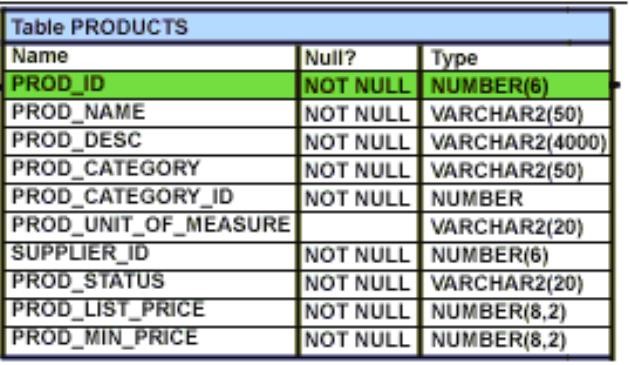 Table PRODUCTS
Name Null? Type
PROD_ID NOT NULL NUMBER(6)
PROD_NAME NOT NULL VARCHAR2(50)
PROD_DESC NOT NULL VARCHAR2(4000)
PROD_CATEGORY NOT NULL VARCHAR2(50)
PROD_CATEGORY_ID NOT NULL NUMBER
PROD_UNIT_OF_MEASURE VARCHAR2(20)
SUPPLIER_ID NOT NULL NUMBER(6)
PROD_STATUS NOT NULL VARCHAR2(20)
PROD_LIST_PRICE NOT NULL NUMBER(8,2)
PROD_MIN_PRICE NOT NULL NUMBER(8,2)